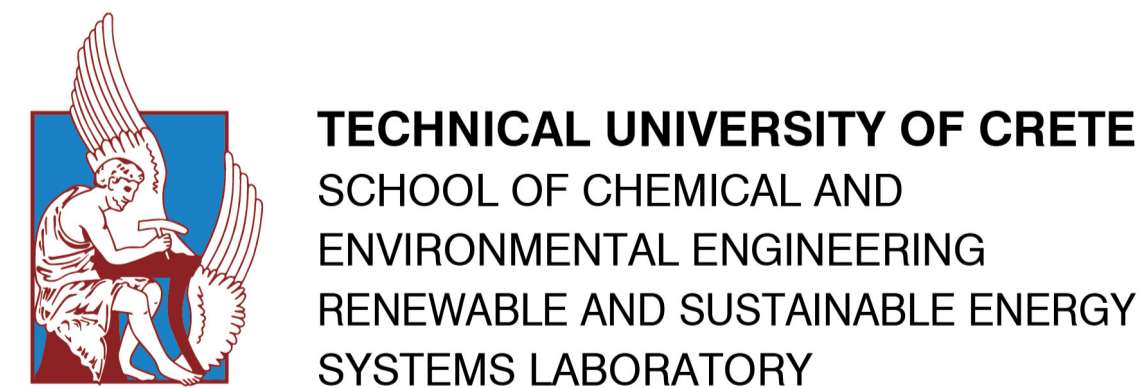 TECHNICAL UNIVERSITY OF CRETE
SCHOOL OF CHEMICAL AND
ENVIRONMENTAL ENGINEERING
RENEWABLE AND SUSTAINABLE ENERGY
SYSTEMS LABORATORY